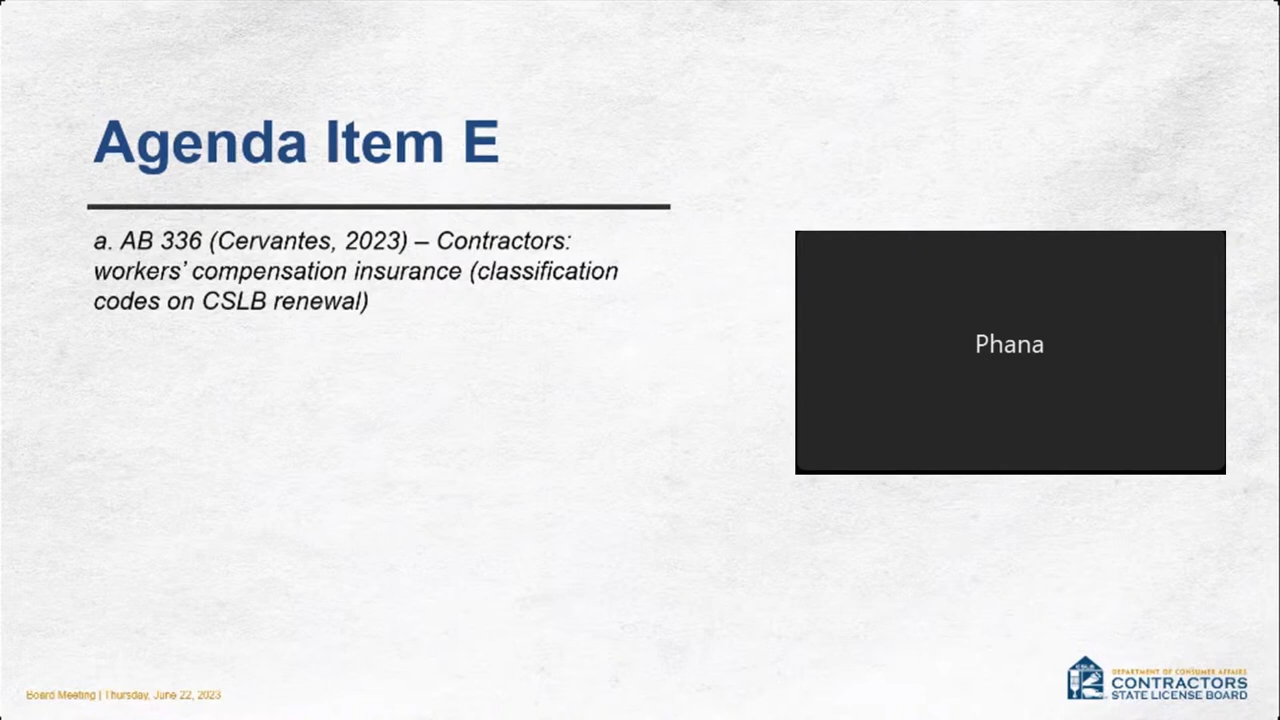 Agenda Item E
a. AB 336 (Cervantes, 2023) – Contractors:
workers’ compensation insurance (classification
codes on CSLB renewal)
Phana
Board Meeting | Thursday, June 22, 2023
CSLB
DEPARTMENT OF CONSUMER AFFAIRS
CONTRACTORS
STATE LICENSE BOARD